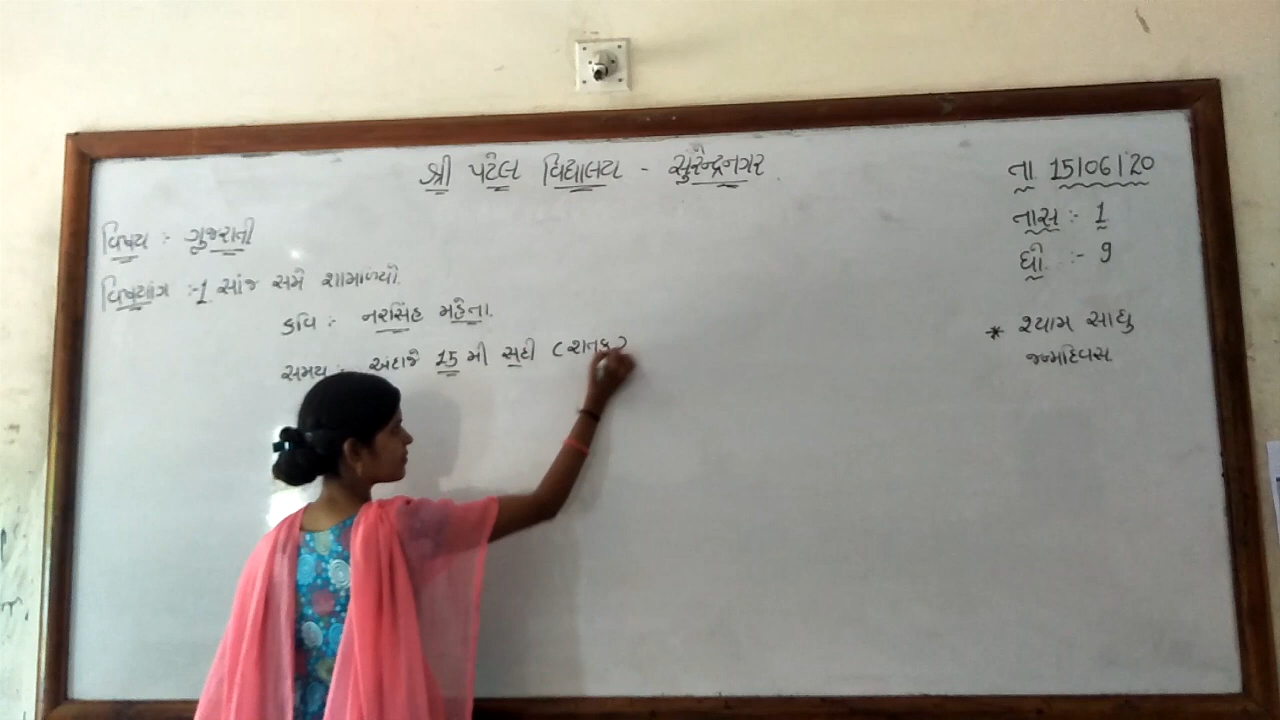 શ્રી પટેલ વિદ્યાલય - સુરેન્દ્રનગર
તા 15/06/20
તાસ :- 1
ધો. :- 9
વિષય :- ગુજરાતી
વિષયાંગ :-1 સાંજ સમે શામાળ્યો.
કવિ :- નરસિંહ મહેતા.
સમય :- અંદાજે 15 મી સદી (શતક)
* શ્યામ સાધુ
જન્મદિવસ